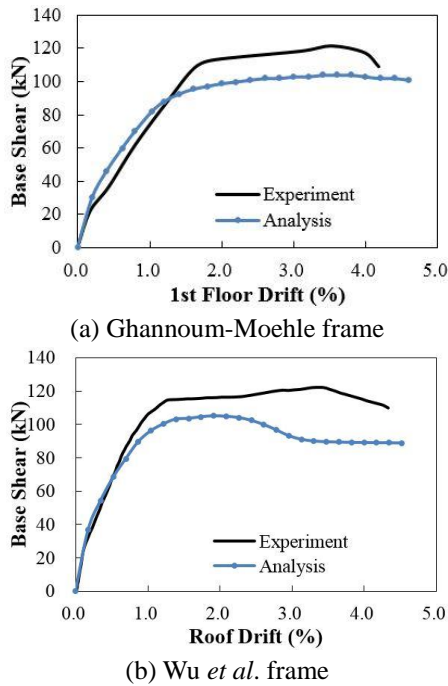 140
120
100
80
60
40
20
0
Base Shear (kN)
Experiment
Analysis
0.0 1.0 2.0 3.0 4.0 5.0
1st Floor Drift (%)
(a) Ghannoum-Moehle frame
140
120
100
80
60
40
20
0
Base Shear (kN)
Experiment
Analysis
0.0 1.0 2.0 3.0 4.0 5.0
Roof Drift (%)
(b) Wu et al. frame